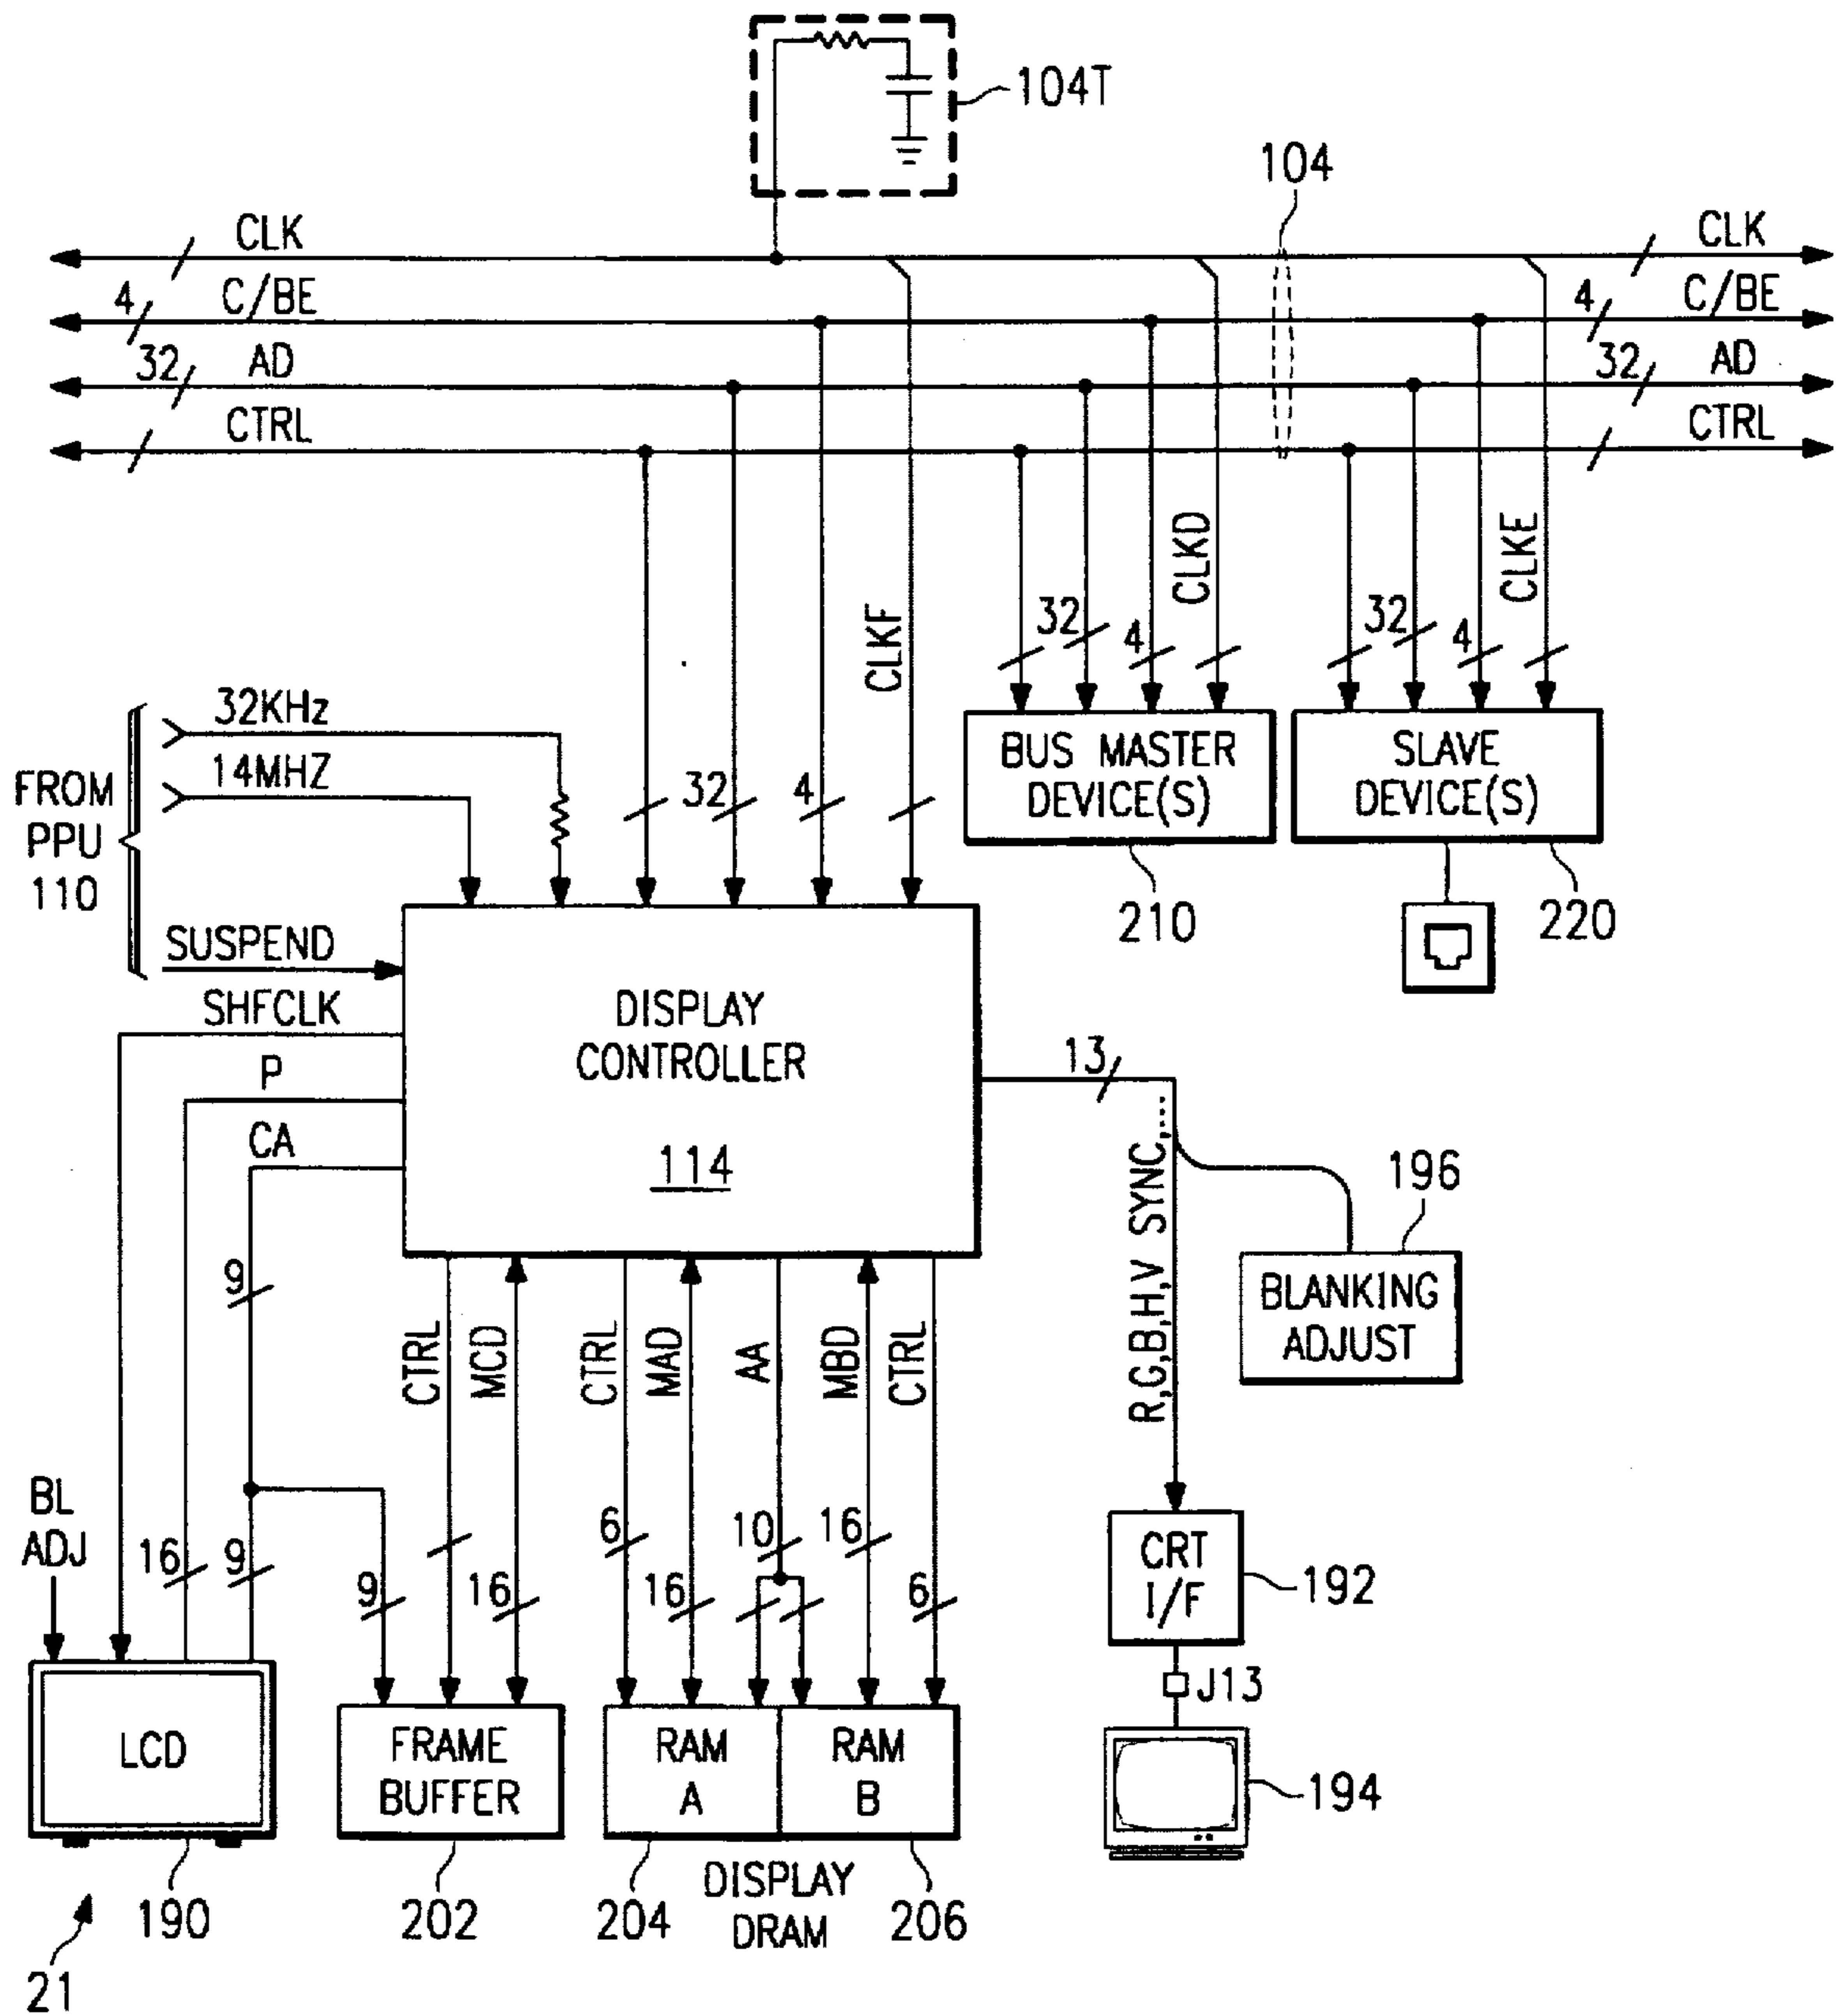 104T
104
CLK
CLK
4
C/BE
4
C/BE
32
AD
32
AD
CTRL
CTRL
CLKF
CLKD
CLKE
32
4
32
4
32KHz
14MHZ
32
4
FROM
PPU
110
BUS MASTER
DEVICE(S)
SLAVE
DEVICE(S)
210
220
SUSPEND
SHFCLK
P
CA
DISPLAY
CONTROLLER
114
13
R,G,B,H,V SYNC,...
196
BLANKING
ADJUST
9
CTRL
MCD
CTRL
MAD
AA
MBD
CTRL
BL
ADJ
16
9
9
16
6
16
10
16
6
CRT
I/F
192
J13
LCD
FRAME
BUFFER
RAM
A
RAM
B
194
190
202
204
DISPLAY
DRAM
206
21